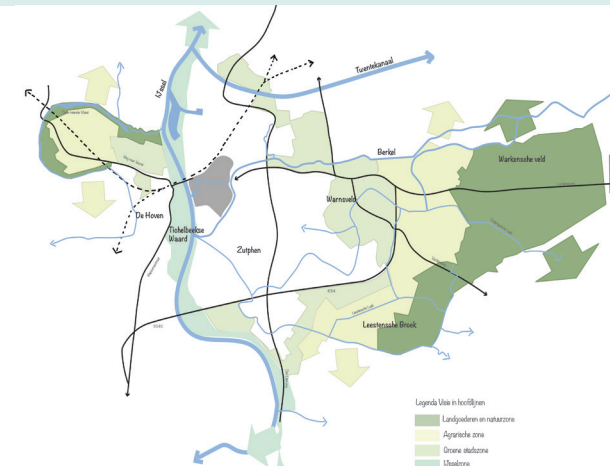 IJssel
Twentekanaal
Berkel
Warkensche veld
Warnsveld
De Hoven
Tichelbeekse
Waard
Zutphen
Leestensche Broek
Legenda Visie in hoofdlijnen
Landgoederen en natuurzone
Agrarische zone
Groene stadszone
IJsselzone